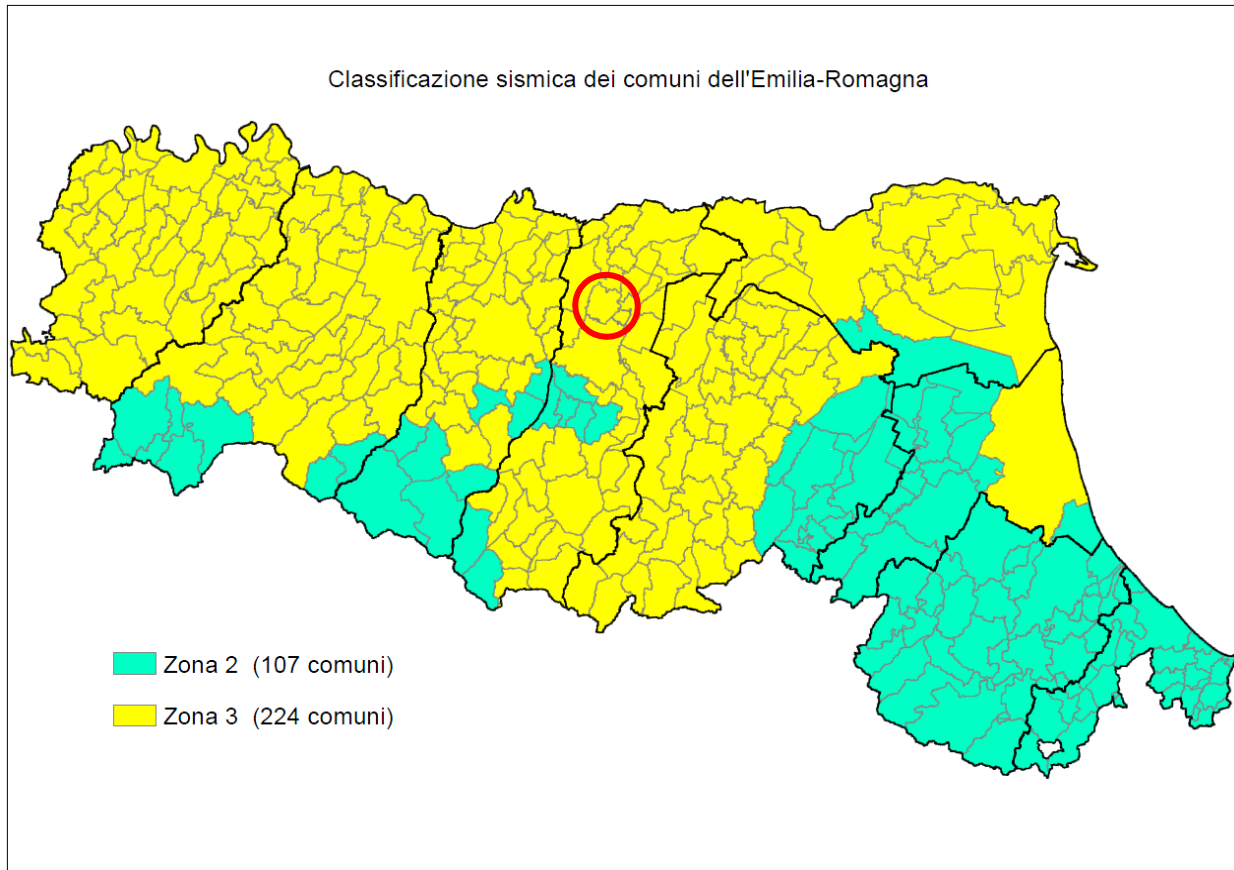 Classificazione sismica dei comuni dell'Emilia-Romagna
Zona 2 (107 comuni)
Zona 3 (224 comuni)